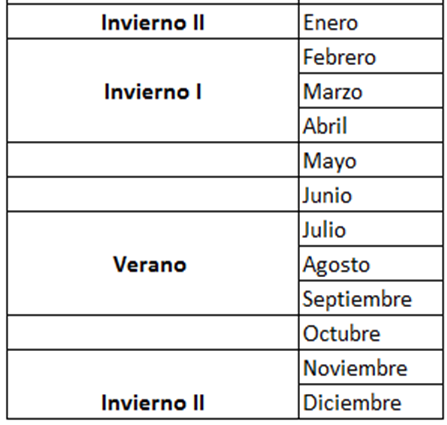 Invierno II Enero
Febrero
Invierno I Marzo
Abril
Mayo
Junio
Julio
Verano Agosto
Septiembre
Octubre
Noviembre
Invierno II Diciembre